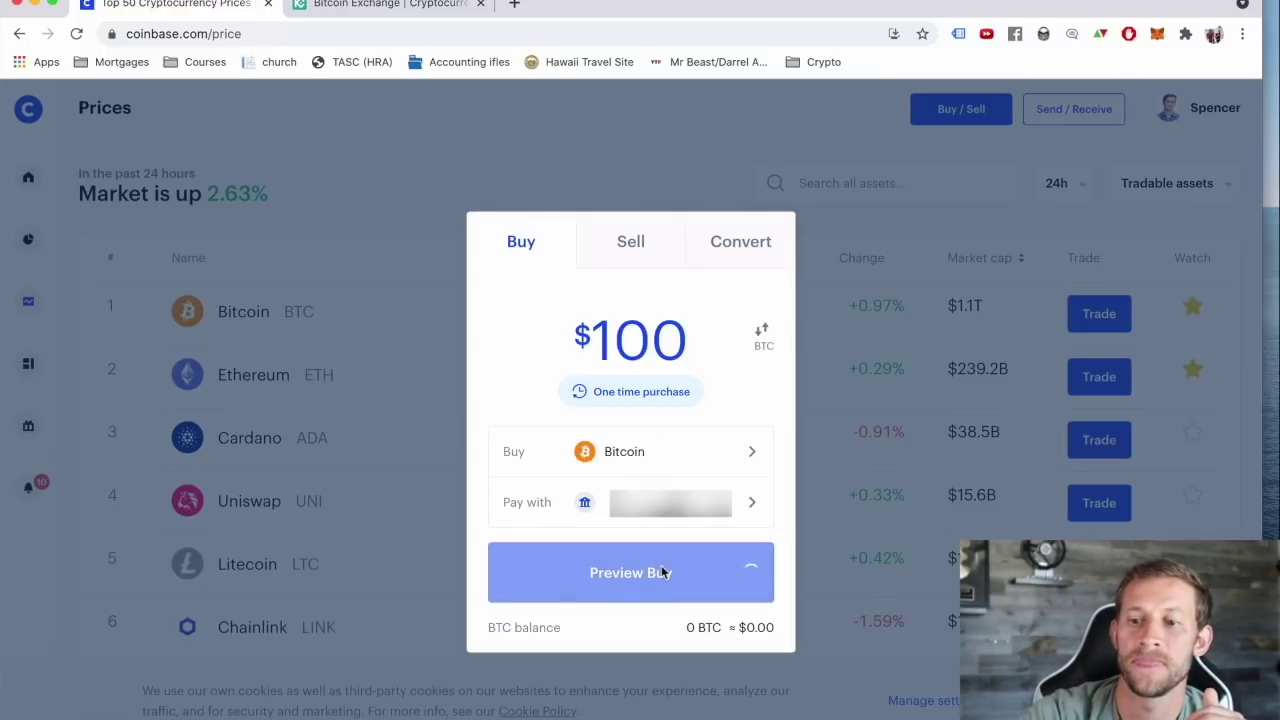 Top 50 Cryptocurrency Prices
Bitcoin Exchange | Cryptocurre
coinbase.com/price
Apps
Mortgages
Courses
church
TASC (HRA)
Accounting ifles
Hawaii Travel Site
Mr Beast/Darrel A...
Crypto
Prices
Buy / Sell
Send / Receive
Spencer
In the past 24 hours
Market is up 2.63%
Search all assets...
24h
Tradable assets
# Name Change Market cap Trade Watch
1 Bitcoin BTC +0.97% $1.1T Trade
2 Ethereum ETH +0.29% $239.2B Trade
3 Cardano ADA -0.91% $38.5B Trade
4 Uniswap UNI +0.33% $15.6B Trade
5 Litecoin LTC +0.42%
6 Chainlink LINK -1.59%
Buy Sell Convert
$100
BTC
One time purchase
Buy Bitcoin
Pay with
Preview Buy
BTC balance 0 BTC ≈ $0.00
We use our own cookies as well as third-party cookies on our websites to enhance your experience, analyze our
traffic, and for security and marketing. For more info, see our Cookie Policy.
Manage sett
10